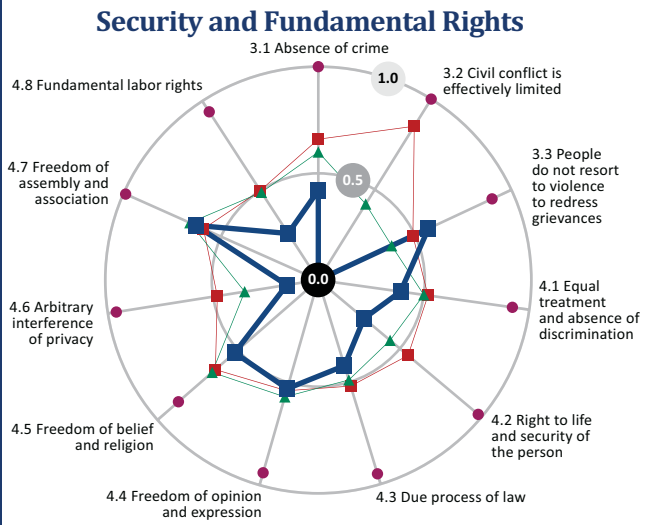 Security and Fundamental Rights
3.1 Absence of crime
1.0
3.2 Civil conflict is
effectively limited
4.8 Fundamental labor rights
3.3 People
do not resort
to violence
to redress
grievances
0.5
4.7 Freedom of
assembly and
association
0.0
4.1 Equal
treatment
and absence of
discrimination
4.6 Arbitrary
interference
of privacy
4.2 Right to life
and security of
the person
4.5 Freedom of belief
and religion
4.4 Freedom of opinion
and expression
4.3 Due process of law